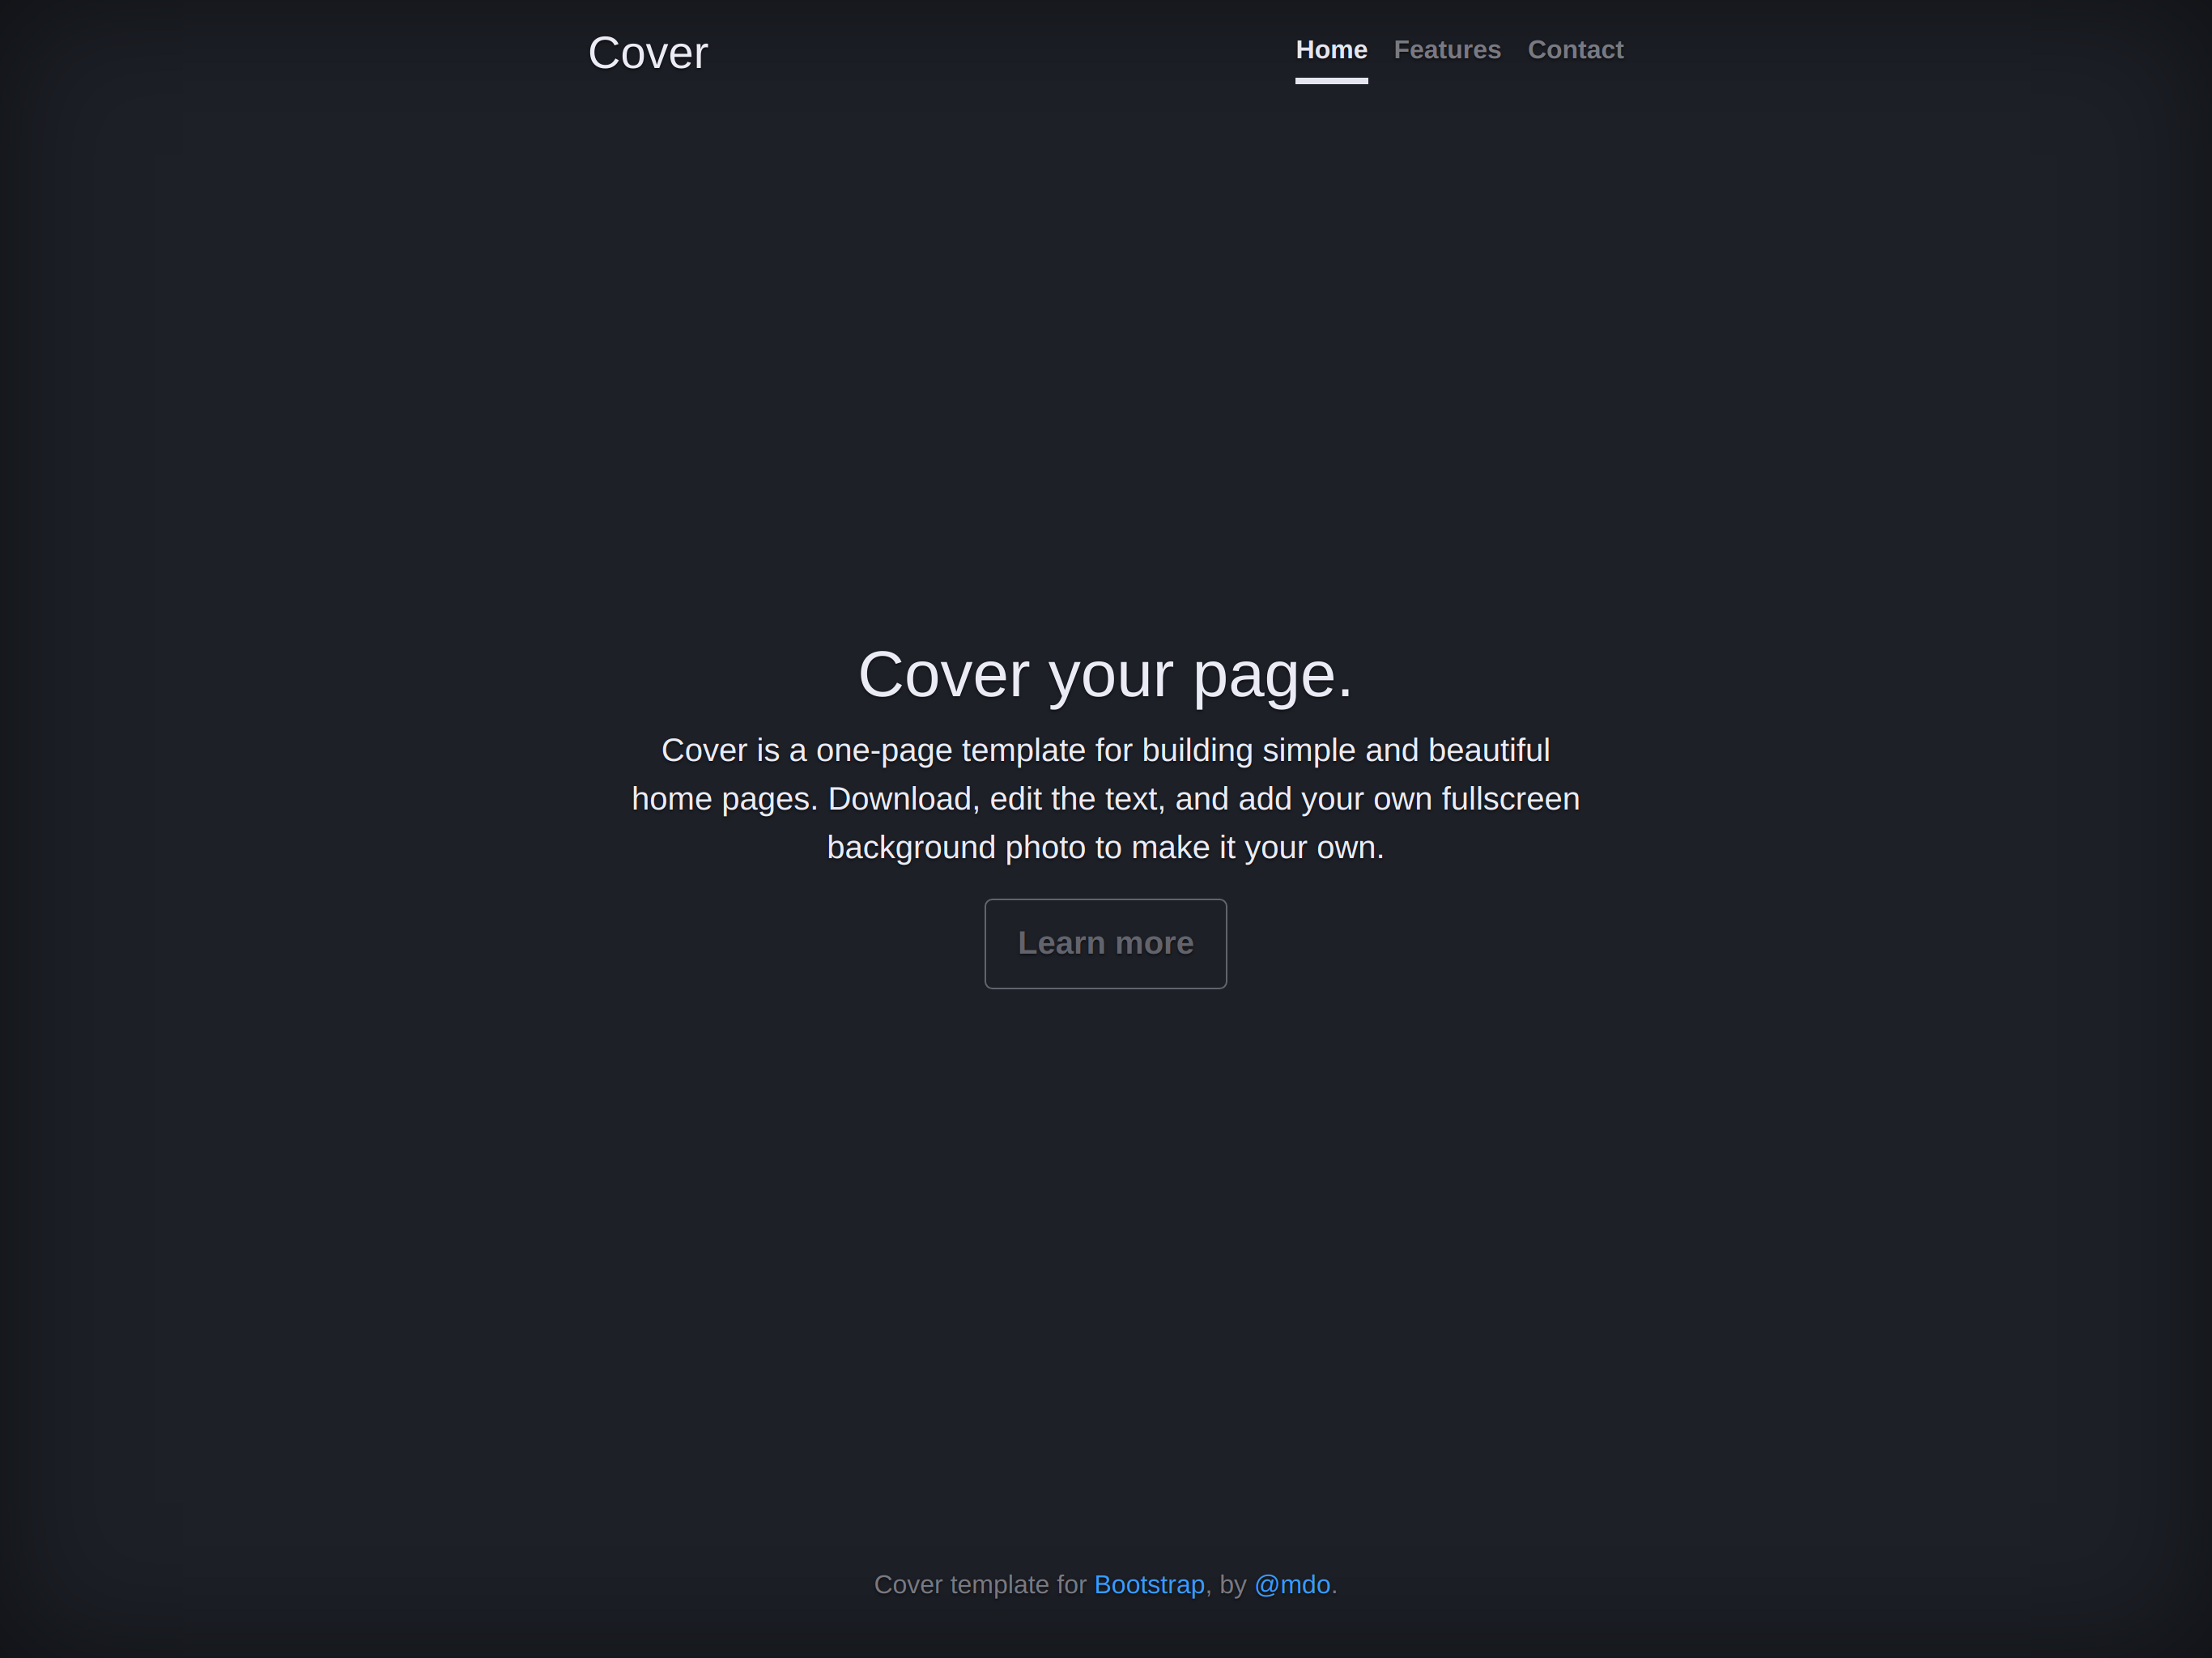 Cover
Home Features Contact
Cover your page.
Cover is a one-page template for building simple and beautiful
home pages. Download, edit the text, and add your own fullscreen
background photo to make it your own.
Learn more
Cover template for Bootstrap, by @mdo.